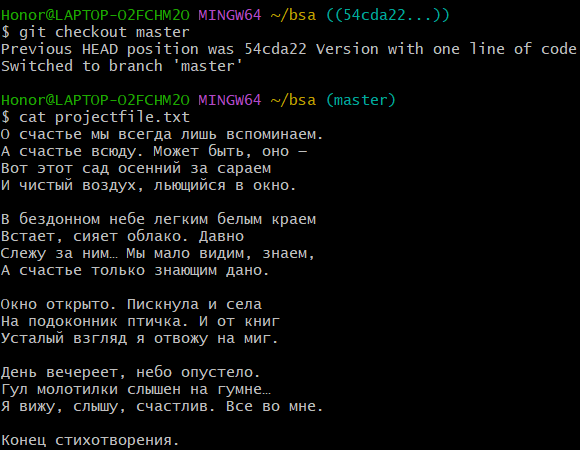 Honor@LAPTOP-O2FCHM2O MINGW64 ~/bsa ((54cda22...))
$ git checkout master
Previous HEAD position was 54cda22 Version with one line of code
Switched to branch 'master'
Honor@LAPTOP-O2FCHM2O MINGW64 ~/bsa (master)
$ cat projectfile.txt
О счастье мы всегда лишь вспоминаем.
А счастье всюду. Может быть, оно —
Вот этот сад осенний за сараем
И чистый воздух, льющийся в окно.
В бездонном небе легким белым краем
Встает, сияет облако. Давно
Слежу за ним… Мы мало видим, знаем,
А счастье только знающим дано.
Окно открыто. Пискнула и села
На подоконник птичка. И от книг
Усталый взгляд я отвожу на миг.
День вечереет, небо опустело.
Гул молотилки слышен на гумне…
Я вижу, слышу, счастлив. Все во мне.
Конец стихотворения.